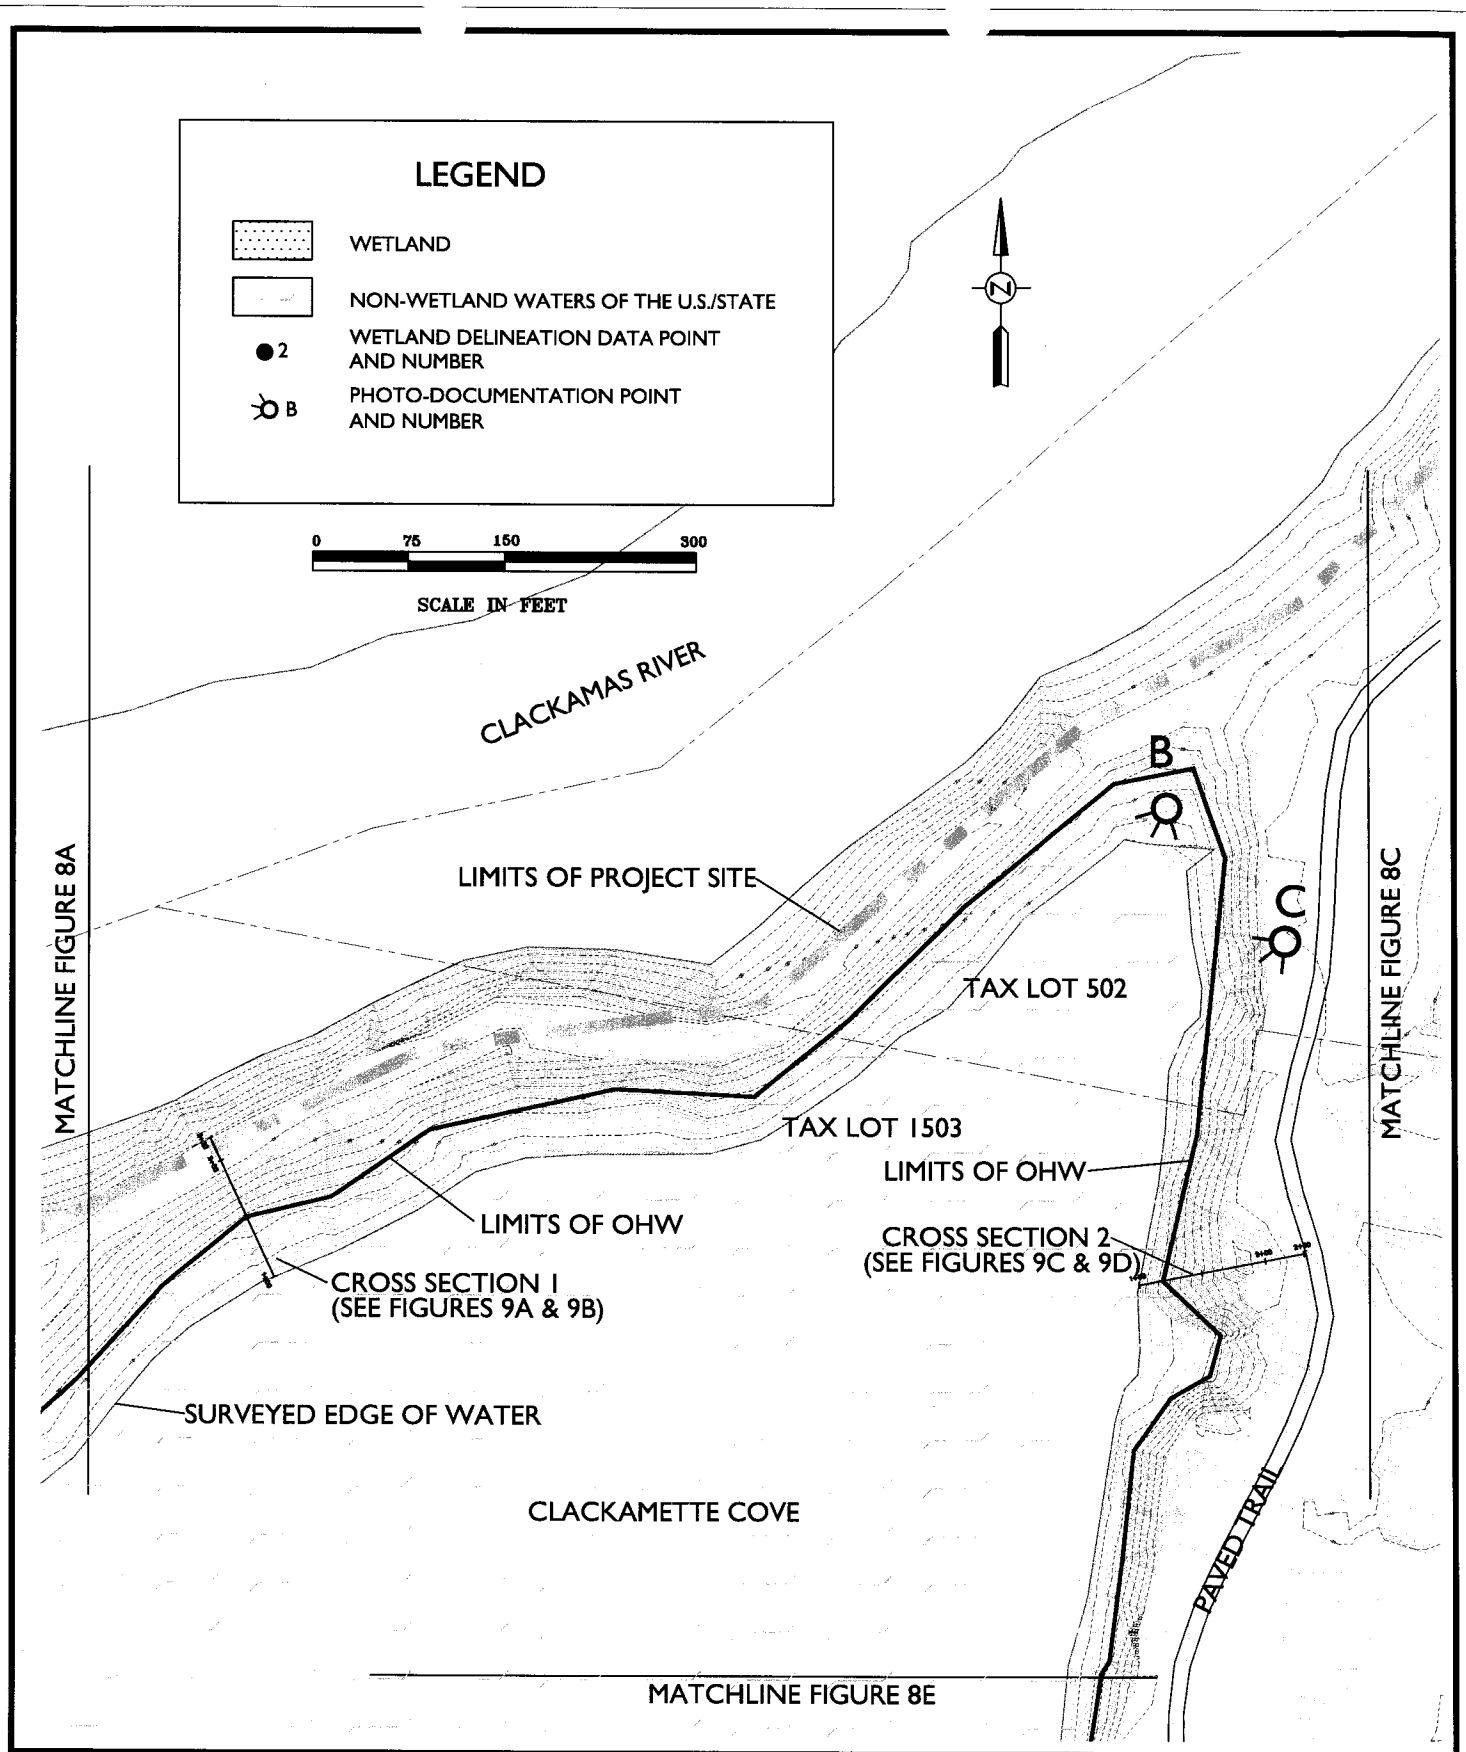 LEGEND
WETLAND
NON-WETLAND WATERS OF THE U.S./STATE
2
WETLAND DELINEATION DATA POINT
AND NUMBER
B
PHOTO-DOCUMENTATION POINT
AND NUMBER
Z
0 75 150 300
SCALE IN FEET
CLACKAMAS RIVER
B
MATCHLINE FIGURE 8A
LIMITS OF PROJECT SITE
C
MATCHLINE FIGURE 8C
TAX LOT 502
TAX LOT 1503
LIMITS OF OHW
LIMITS OF OHW
CROSS SECTION 2
(SEE FIGURES 9C & 9D)
CROSS SECTION 1
(SEE FIGURES 9A & 9B)
SURVEYED EDGE OF WATER
CLACKAMETTE COVE
PAVED TRAIL
MATCHLINE FIGURE 8E